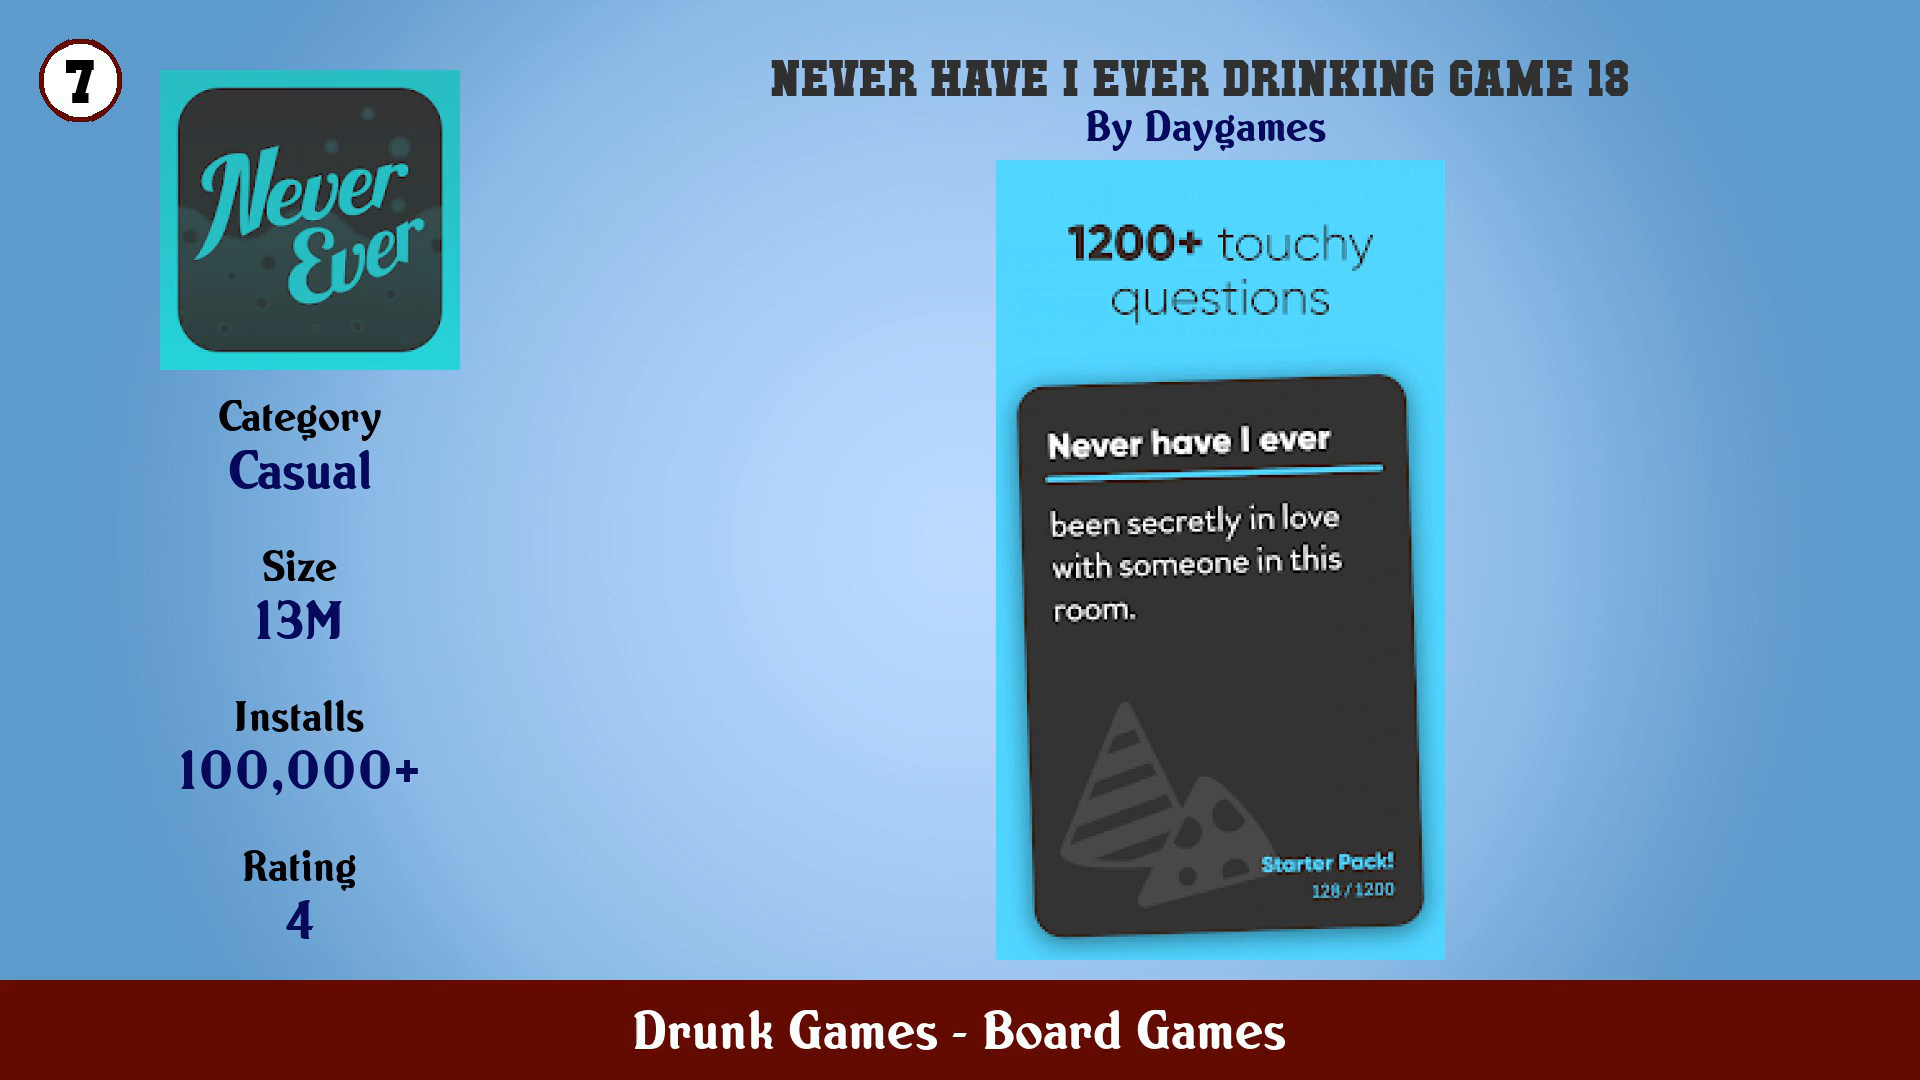 7
Never
Ever
Category
Casual
Size
13M
Installs
100,000+
Rating
4
NEVER HAVE I EVER DRINKING GAME 18
By Daygames
1200+ touchy
questions
Never have I ever
been secretly in love
with someone in this
room.
Starter Pack!
128 / 1200
Drunk Games - Board Games